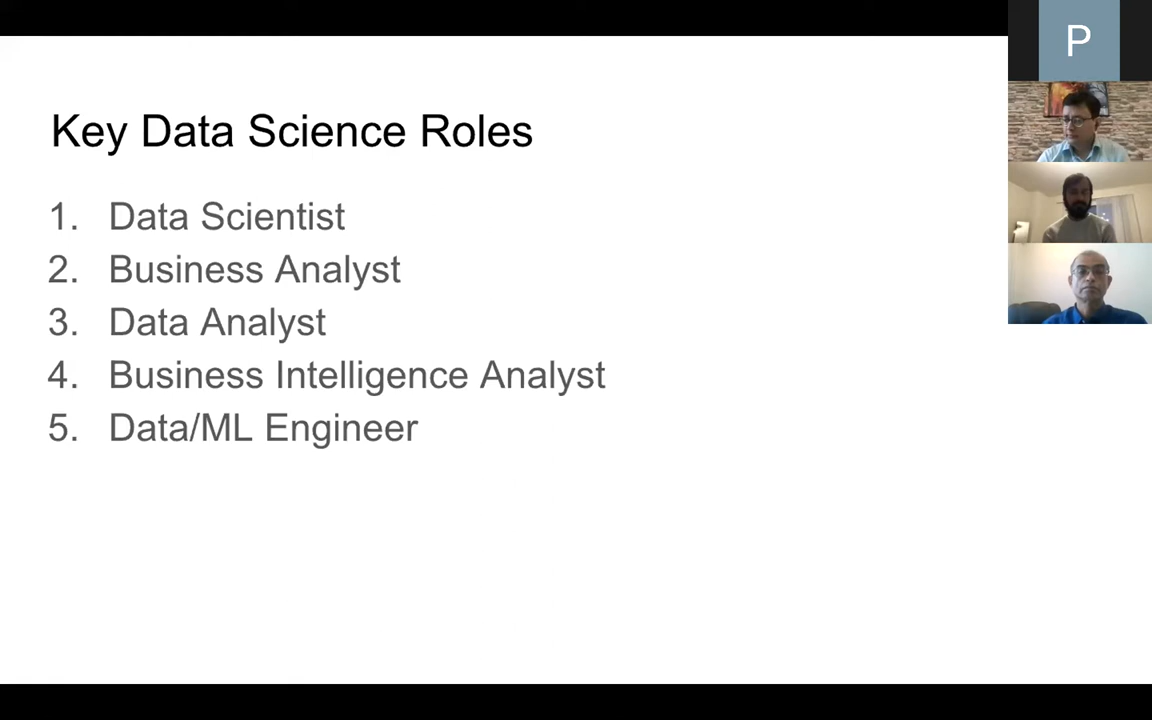 Key Data Science Roles
1. Data Scientist
2. Business Analyst
3. Data Analyst
4. Business Intelligence Analyst
5. Data/ML Engineer
P